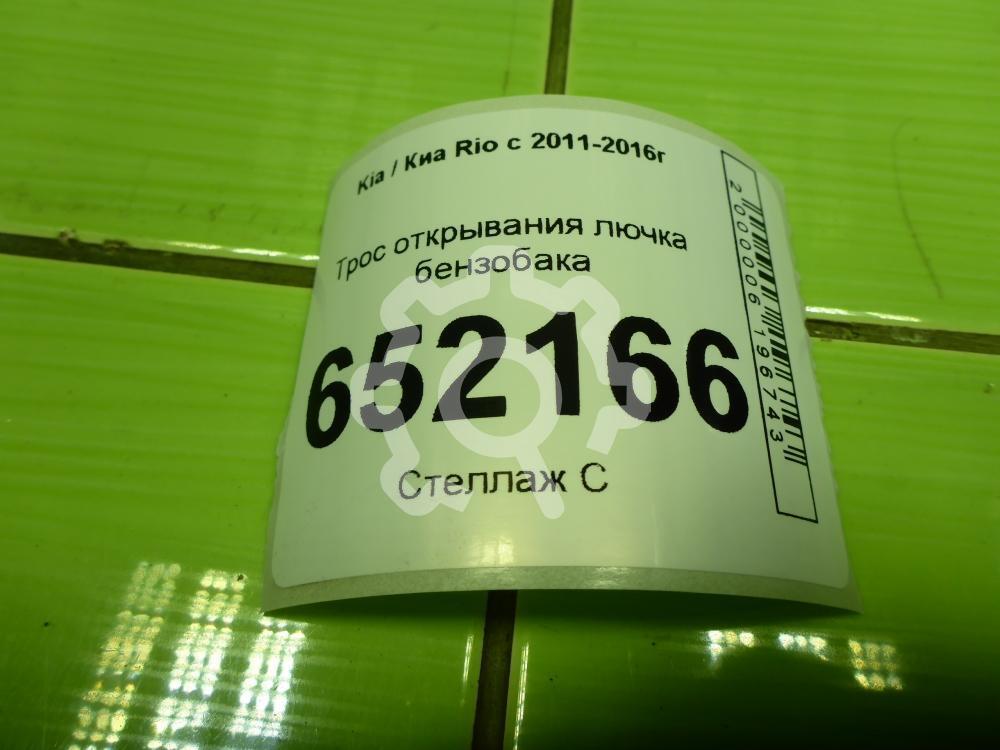 Kia / Киа Rio с 2011-2016г
Трос открывания лючка
бензобака
652166
Стеллаж С
2000006196743